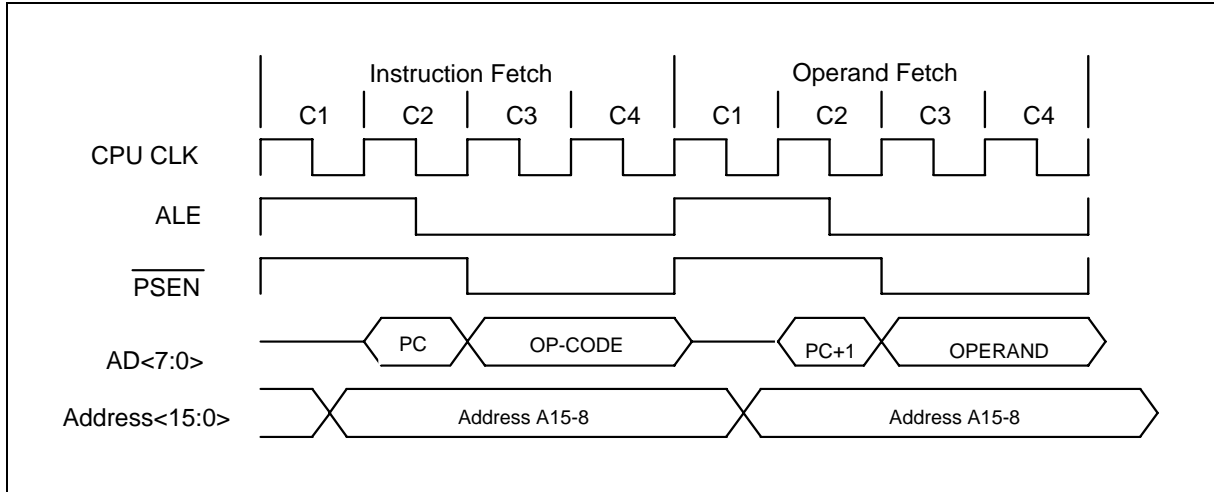 Instruction Fetch Operand Fetch
C1 C2 C3 C4 C1 C2 C3 C4
CPU CLK
ALE
PSEN
PC OP-CODE PC+1 OPERAND
AD<7:0>
Address<15:0> Address A15-8 Address A15-8